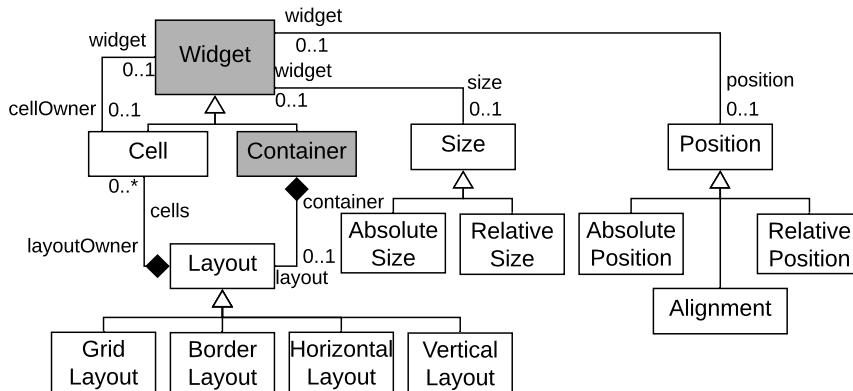 widget
widget
0..1
Widget
0..1
widget
size
position
cellOwner
0..1
0..1
0..1
0..1
Cell
Container
Size
Position
0..*
cells
container
layoutOwner
Layout
0..1
layout
Absolute
Size
Relative
Size
Absolute
Position
Relative
Position
Alignment
Grid
Layout
Border
Layout
Horizontal
Layout
Vertical
Layout